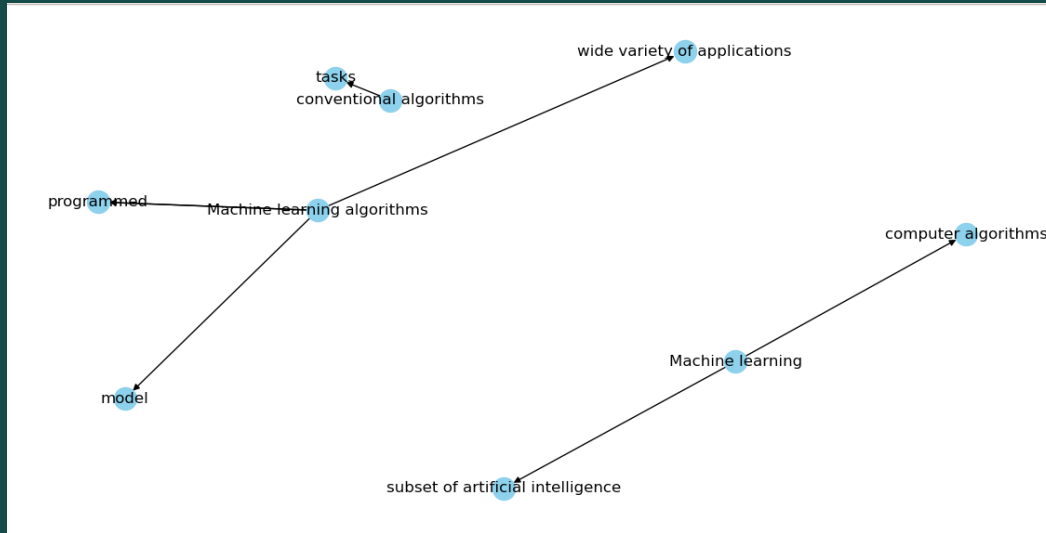 wide variety of applications
tasks
conventional algorithms
programmed
Machine learning algorithms
computer algorithms
Machine learning
model
subset of artificial intelligence